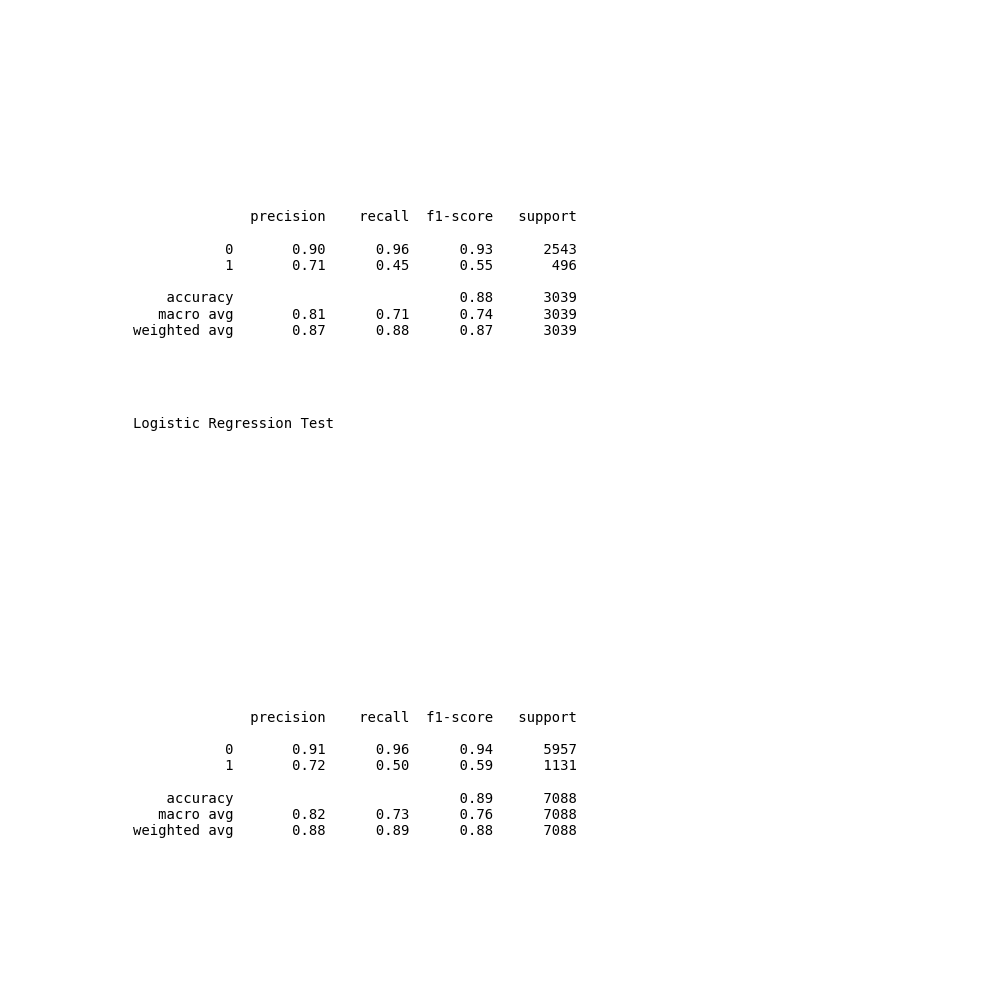 precision recall f1-score support
0 0.90 0.96 0.93 2543
1 0.71 0.45 0.55 496
accuracy 0.88 3039
macro avg 0.81 0.71 0.74 3039
weighted avg 0.87 0.88 0.87 3039
Logistic Regression Test
precision recall f1-score support
0 0.91 0.96 0.94 5957
1 0.72 0.50 0.59 1131
accuracy 0.89 7088
macro avg 0.82 0.73 0.76 7088
weighted avg 0.88 0.89 0.88 7088